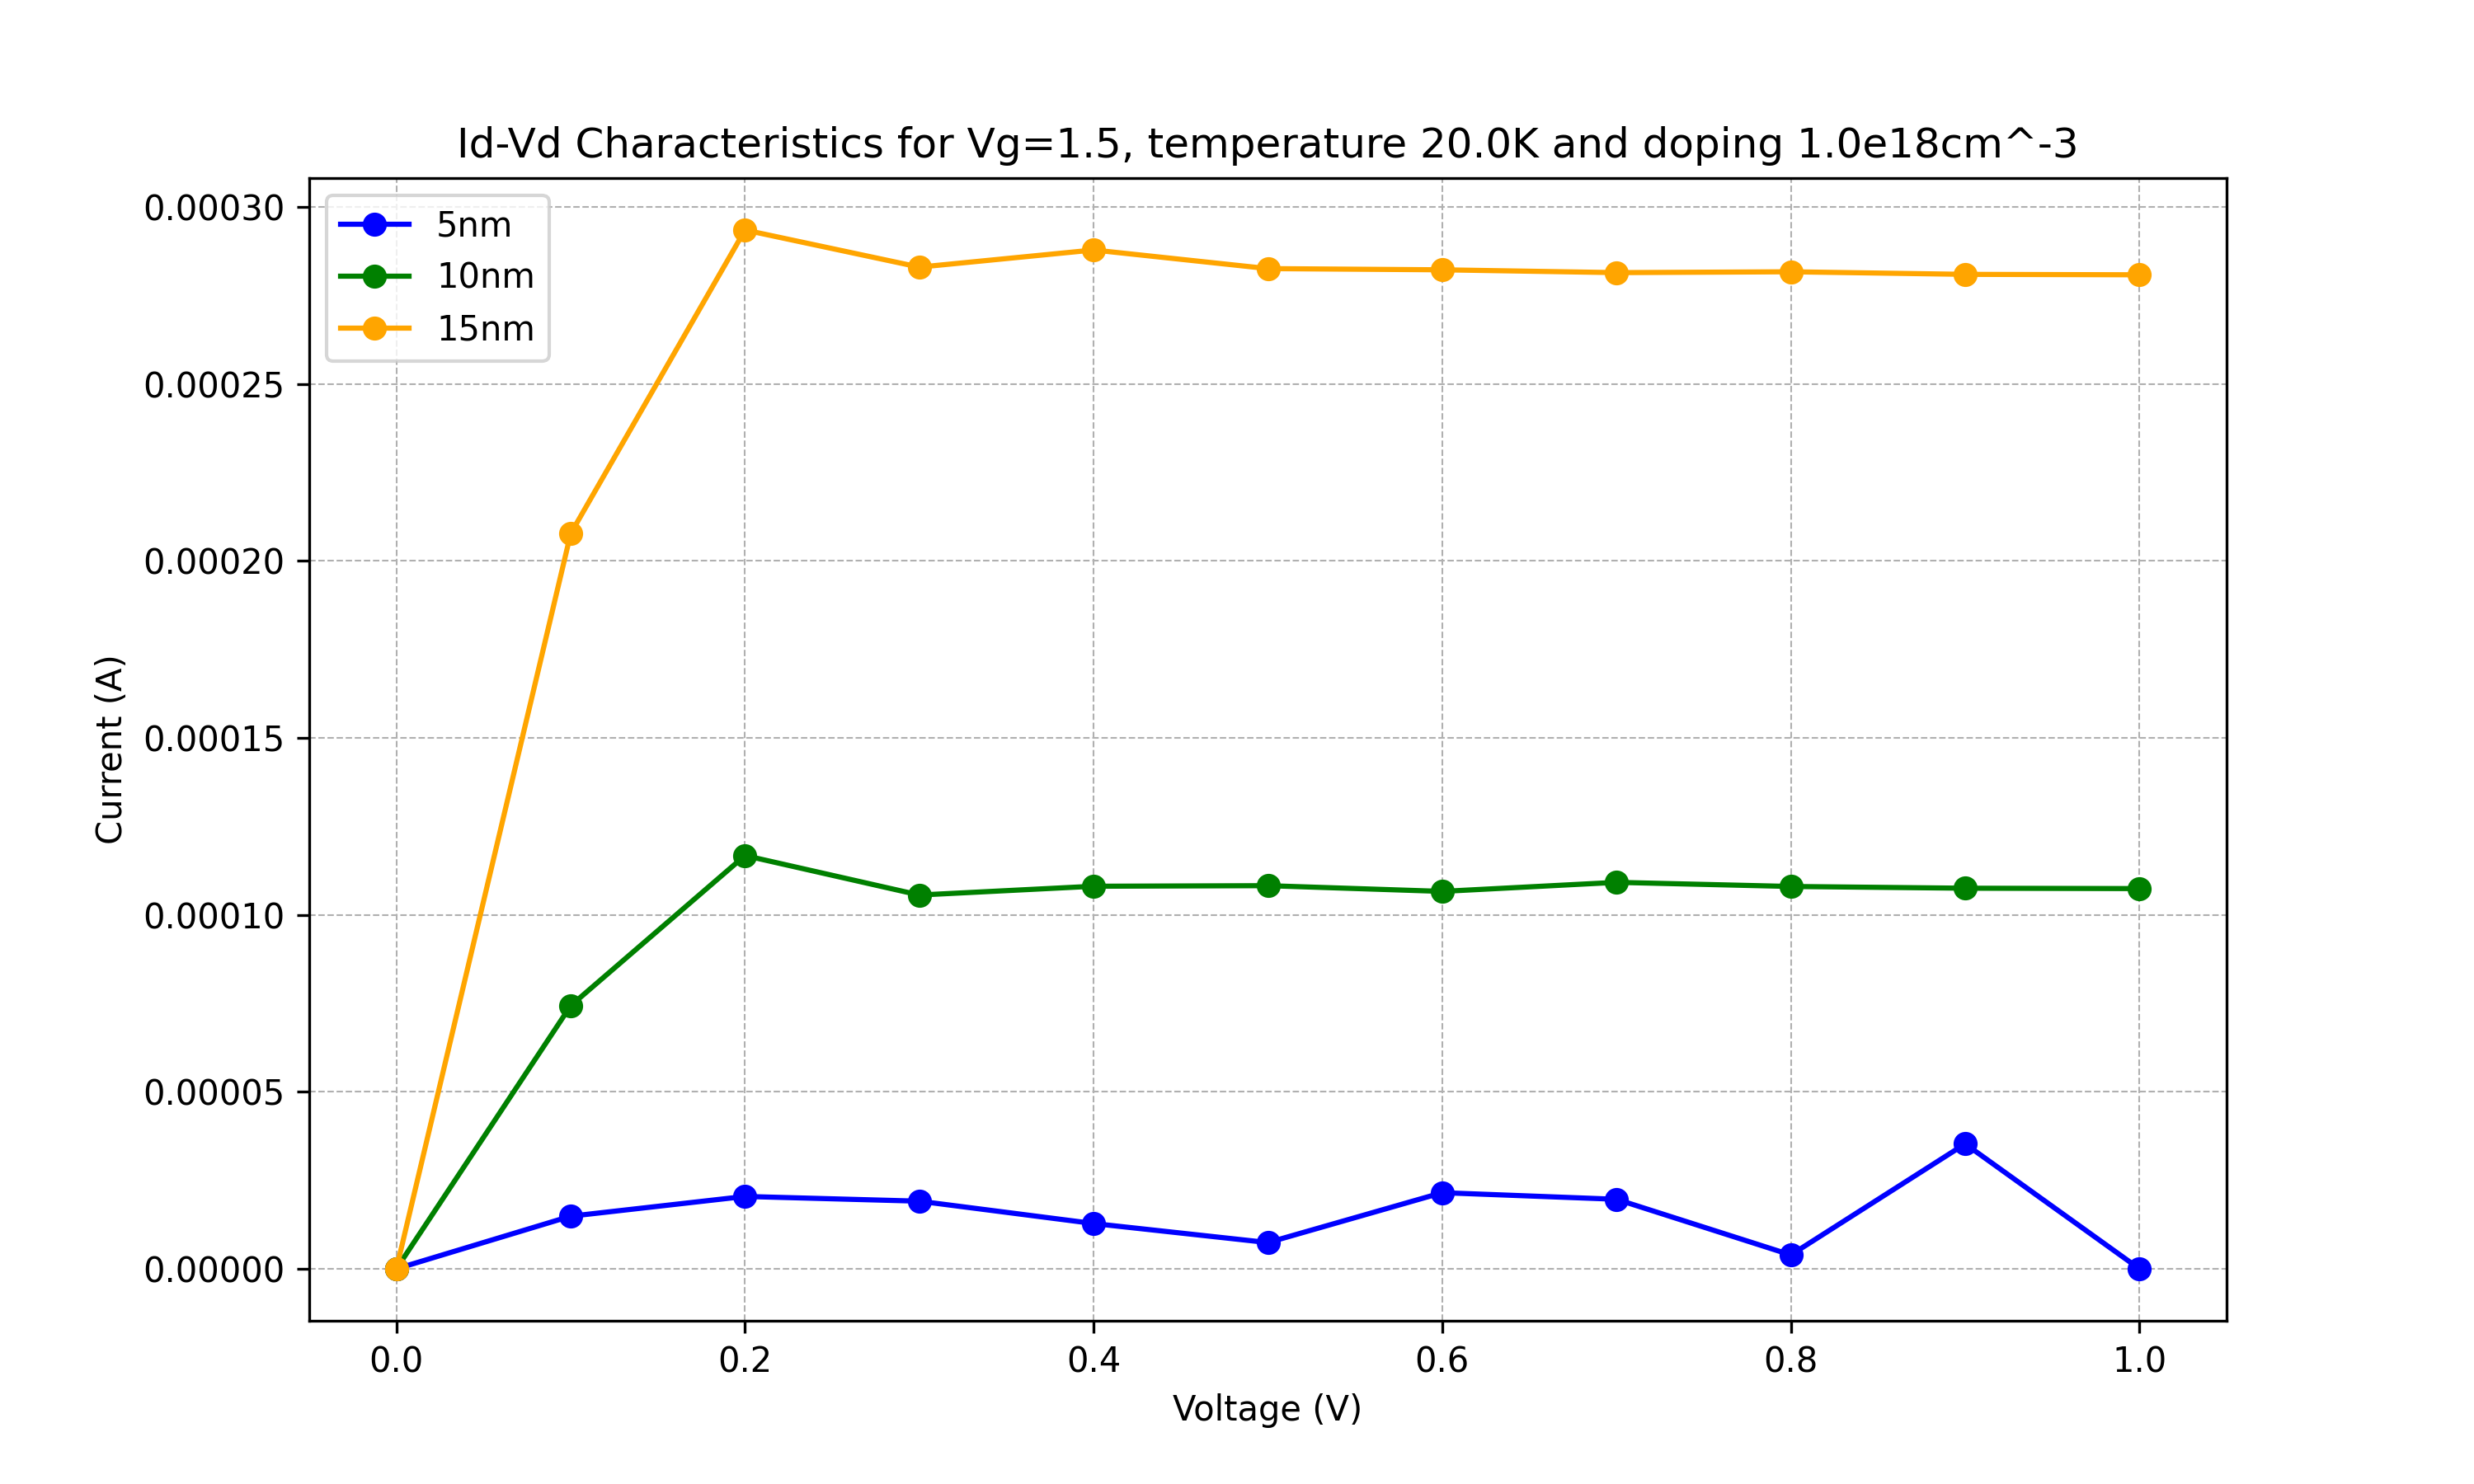 Id-Vd Characteristics for Vg=1.5, temperature 20.0K and doping 1.0e18cm^-3
5nm
10nm
15nm
0.00030
0.00025
0.00020
0.00015
0.00010
0.00005
0.00000
Current (A)
0.0 0.2 0.4 0.6 0.8 1.0
Voltage (V)